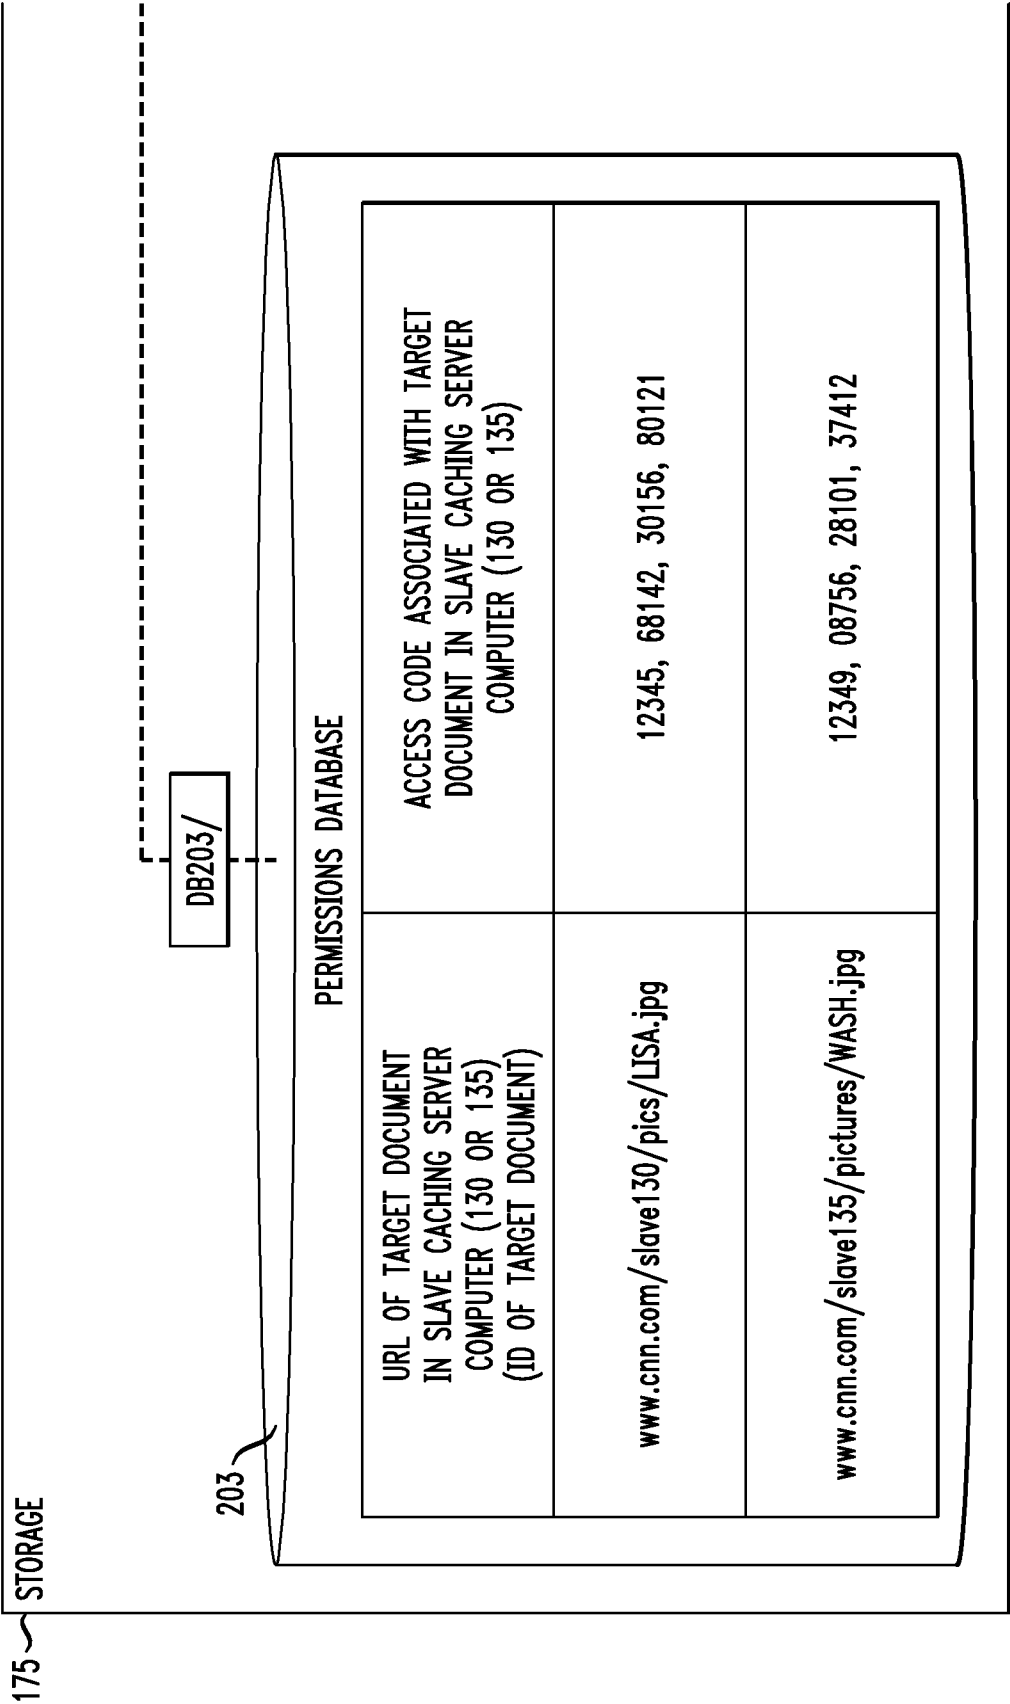 175
STORAGE
DB203/
203
PERMISSIONS DATABASE
URL OF TARGET DOCUMENT
IN SLAVE CACHING SERVER
COMPUTER (130 OR 135)
(ID OF TARGET DOCUMENT)
ACCESS CODE ASSOCIATED WITH TARGET
DOCUMENT IN SLAVE CACHING SERVER
COMPUTER (130 OR 135)
www.cnn.com/slave130/pics/LISA.jpg
12345, 68142, 30156, 80121
www.cnn.com/slave135/pictures/WASH.jpg
12349, 08756, 28101, 37412